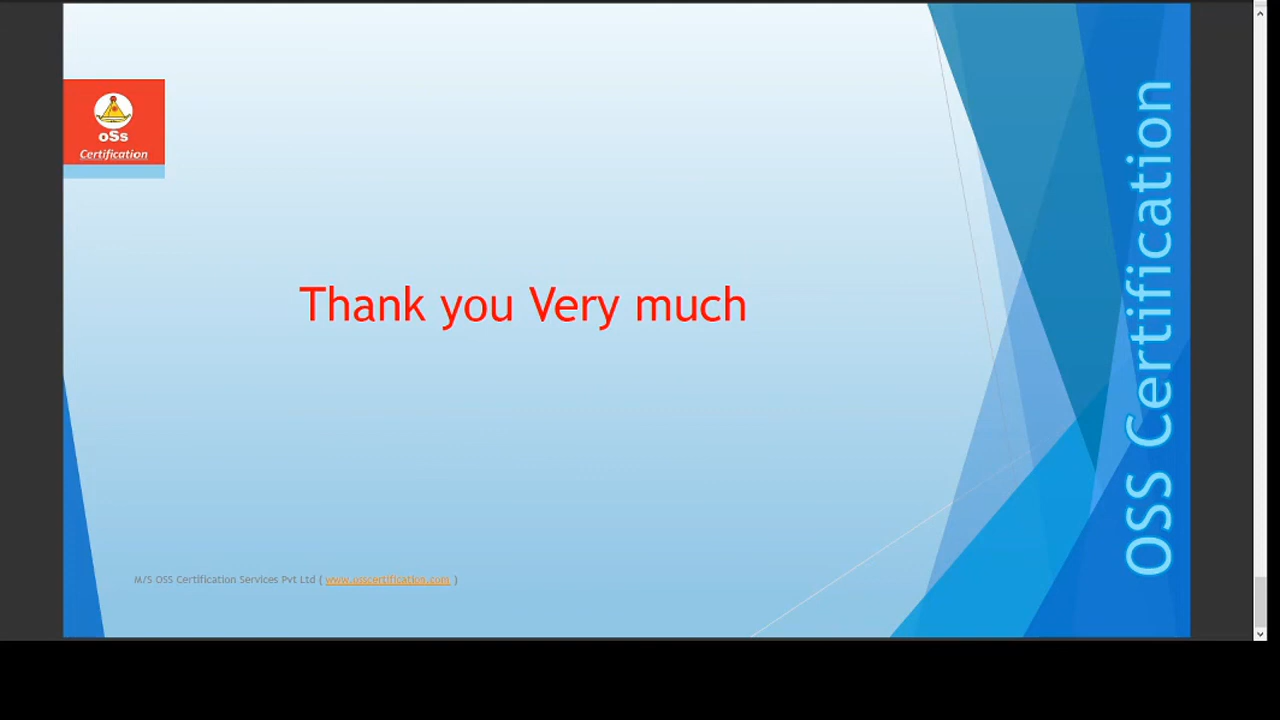 oSs
Certification
Thank you Very much
M/S OSS Certification Services Pvt Ltd ( www.osscertification.com )
OSS Certification